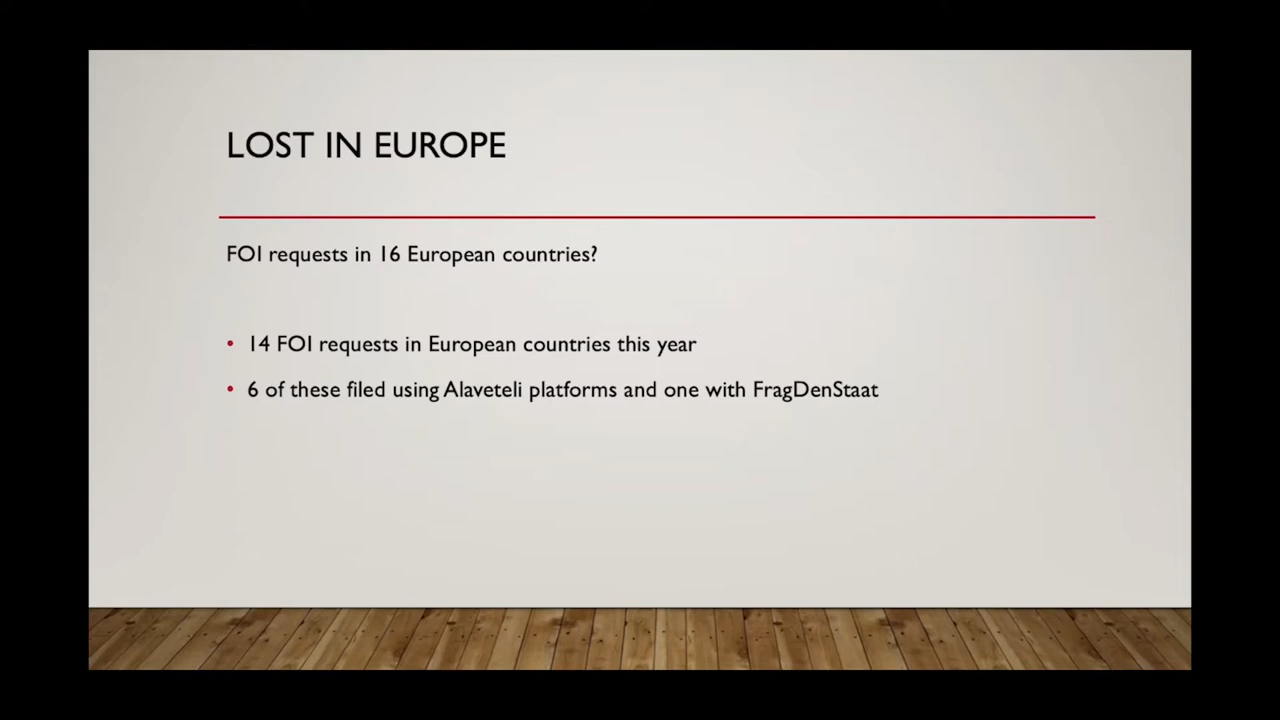 LOST IN EUROPE
FOI requests in 16 European countries?
• 14 FOI requests in European countries this year
• 6 of these filed using Alaveteli platforms and one with FragDenStaat